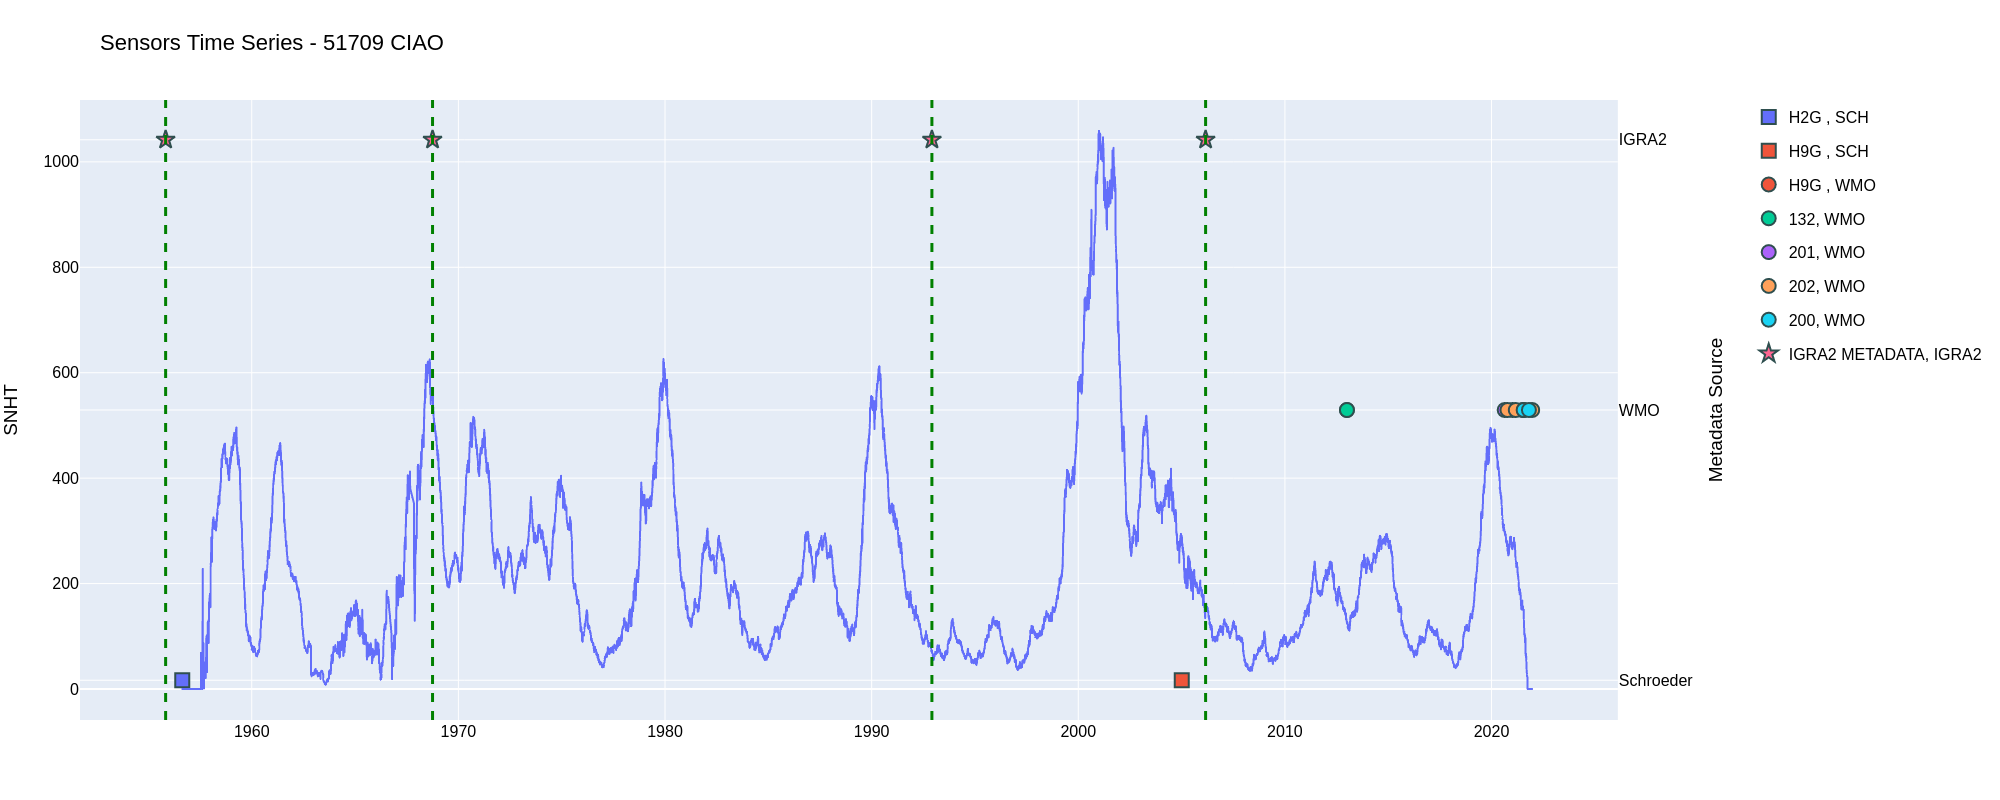 Sensors Time Series - 51709 CIAO
SNHT
1000
800
600
400
200
0
1960
1970
1980
1990
2000
2010
2020
IGRA2
WMO
Schroeder
Metadata Source
H2G , SCH
H9G , SCH
H9G , WMO
132, WMO
201, WMO
202, WMO
200, WMO
IGRA2 METADATA, IGRA2